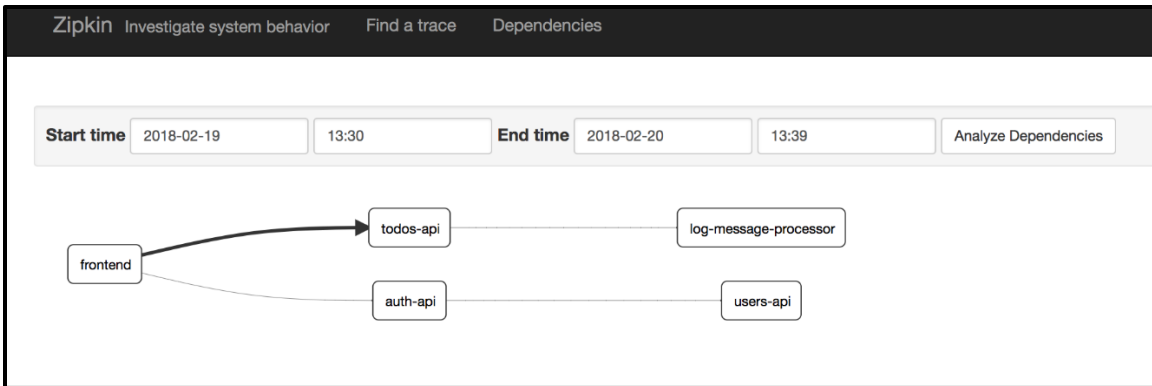 Zipkin Investigate system behavior Find a trace Dependencies
Start time 2018-02-19 13:30 End time 2018-02-20 13:39 Analyze Dependencies
todos-api log-message-processor
frontend
auth-api users-api